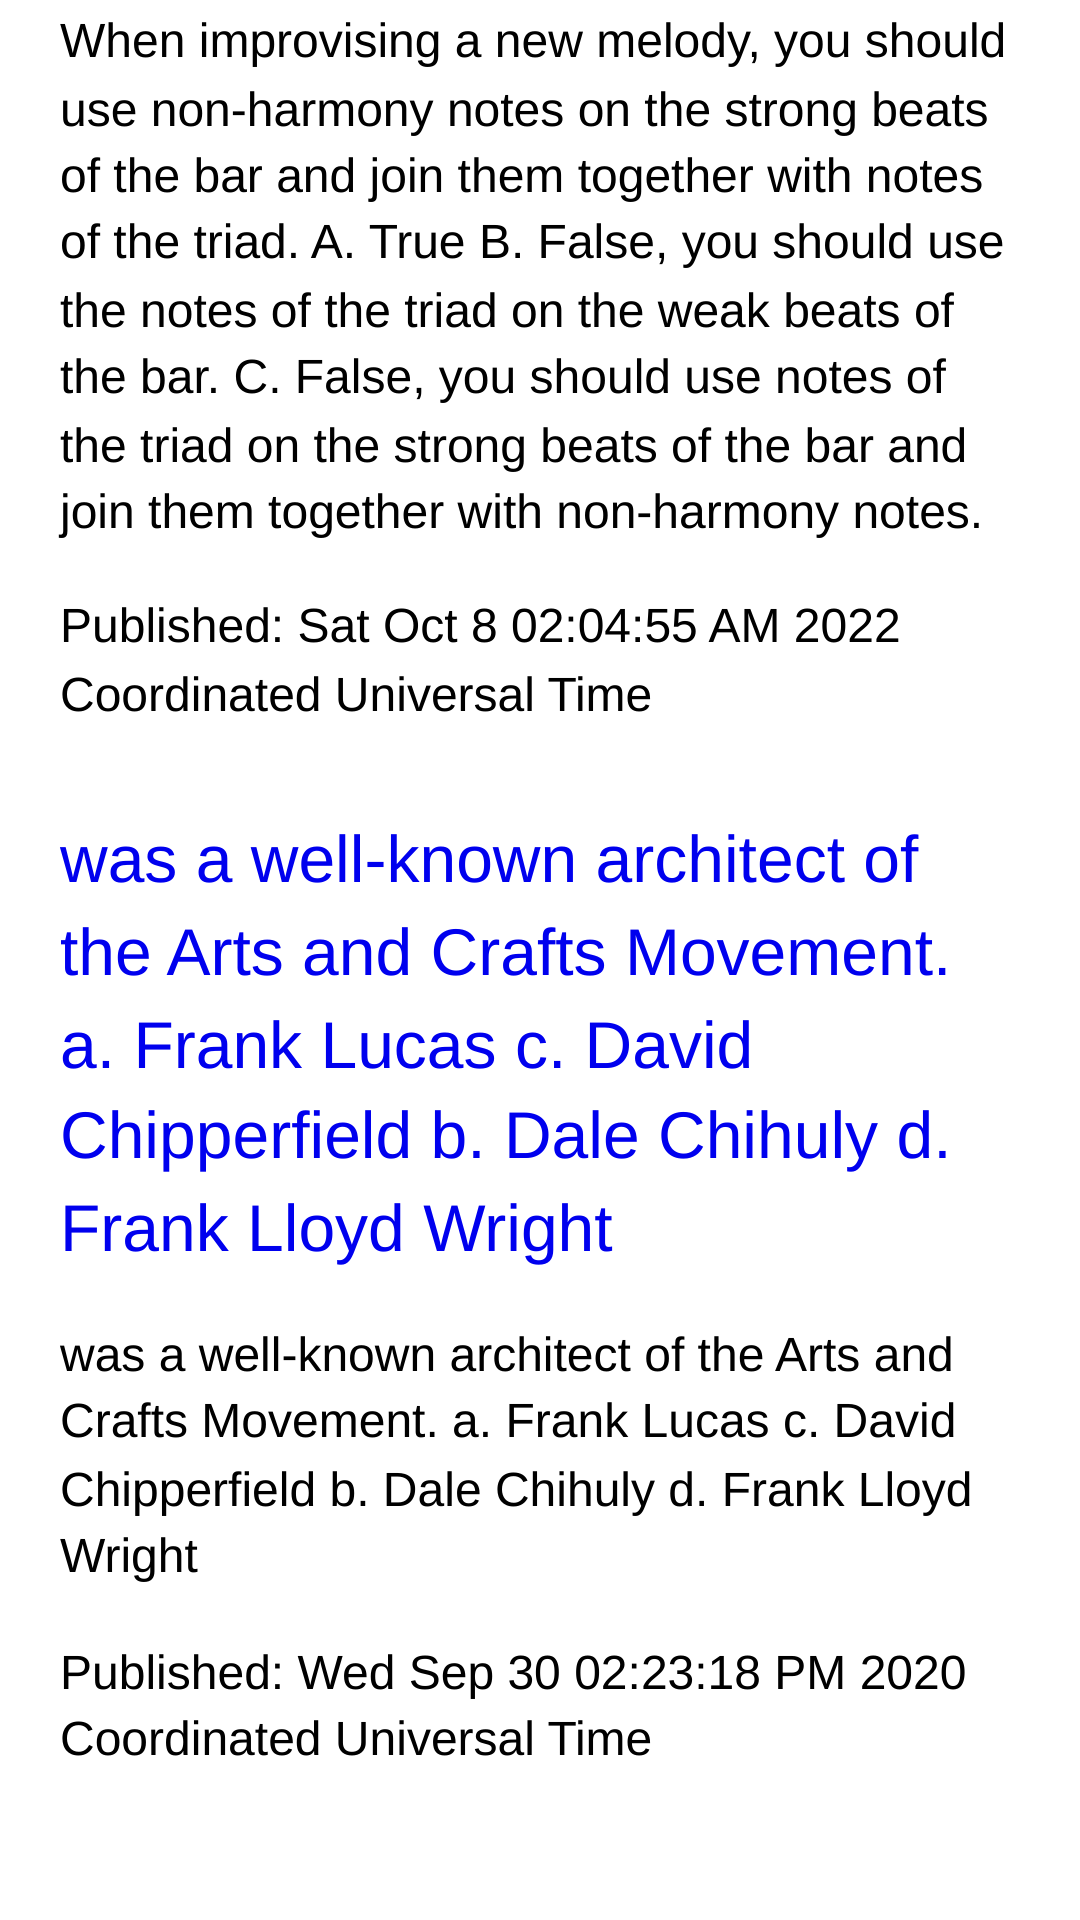 When improvising a new melody, you should
use non-harmony notes on the strong beats
of the bar and join them together with notes
of the triad. A. True B. False, you should use
the notes of the triad on the weak beats of
the bar. C. False, you should use notes of
the triad on the strong beats of the bar and
join them together with non-harmony notes.
Published: Sat Oct 8 02:04:55 AM 2022
Coordinated Universal Time
was a well-known architect of
the Arts and Crafts Movement.
a. Frank Lucas c. David
Chipperfield b. Dale Chihuly d.
Frank Lloyd Wright
was a well-known architect of the Arts and
Crafts Movement. a. Frank Lucas c. David
Chipperfield b. Dale Chihuly d. Frank Lloyd
Wright
Published: Wed Sep 30 02:23:18 PM 2020
Coordinated Universal Time